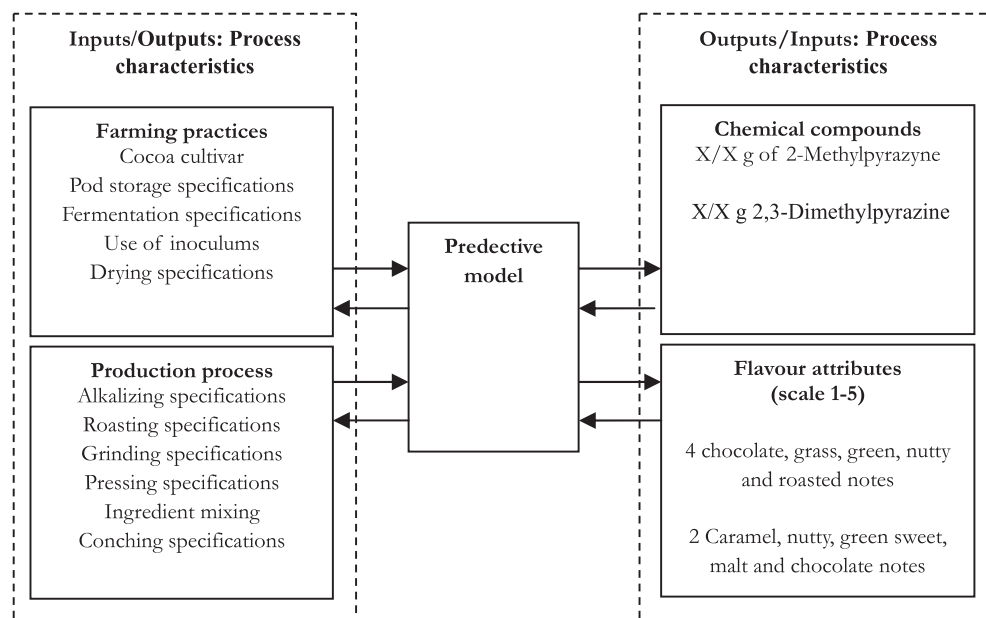 Inputs/Outputs: Process
characteristics
Farming practices
Cocoa cultivar
Pod storage specifications
Fermentation specifications
Use of inoculums
Drying specifications
Production process
Alkalizing specifications
Roasting specifications
Grinding specifications
Pressing specifications
Ingredient mixing
Conching specifications
Predective
model
Outputs/Inputs: Process
characteristics
Chemical compounds
X/X g of 2-Methylpyrazyne
X/X g 2,3-Dimethylpyrazine
Flavour attributes
(scale 1-5)
4 chocolate, grass, green, nutty
and roasted notes
2 Caramel, nutty, green sweet,
malt and chocolate notes